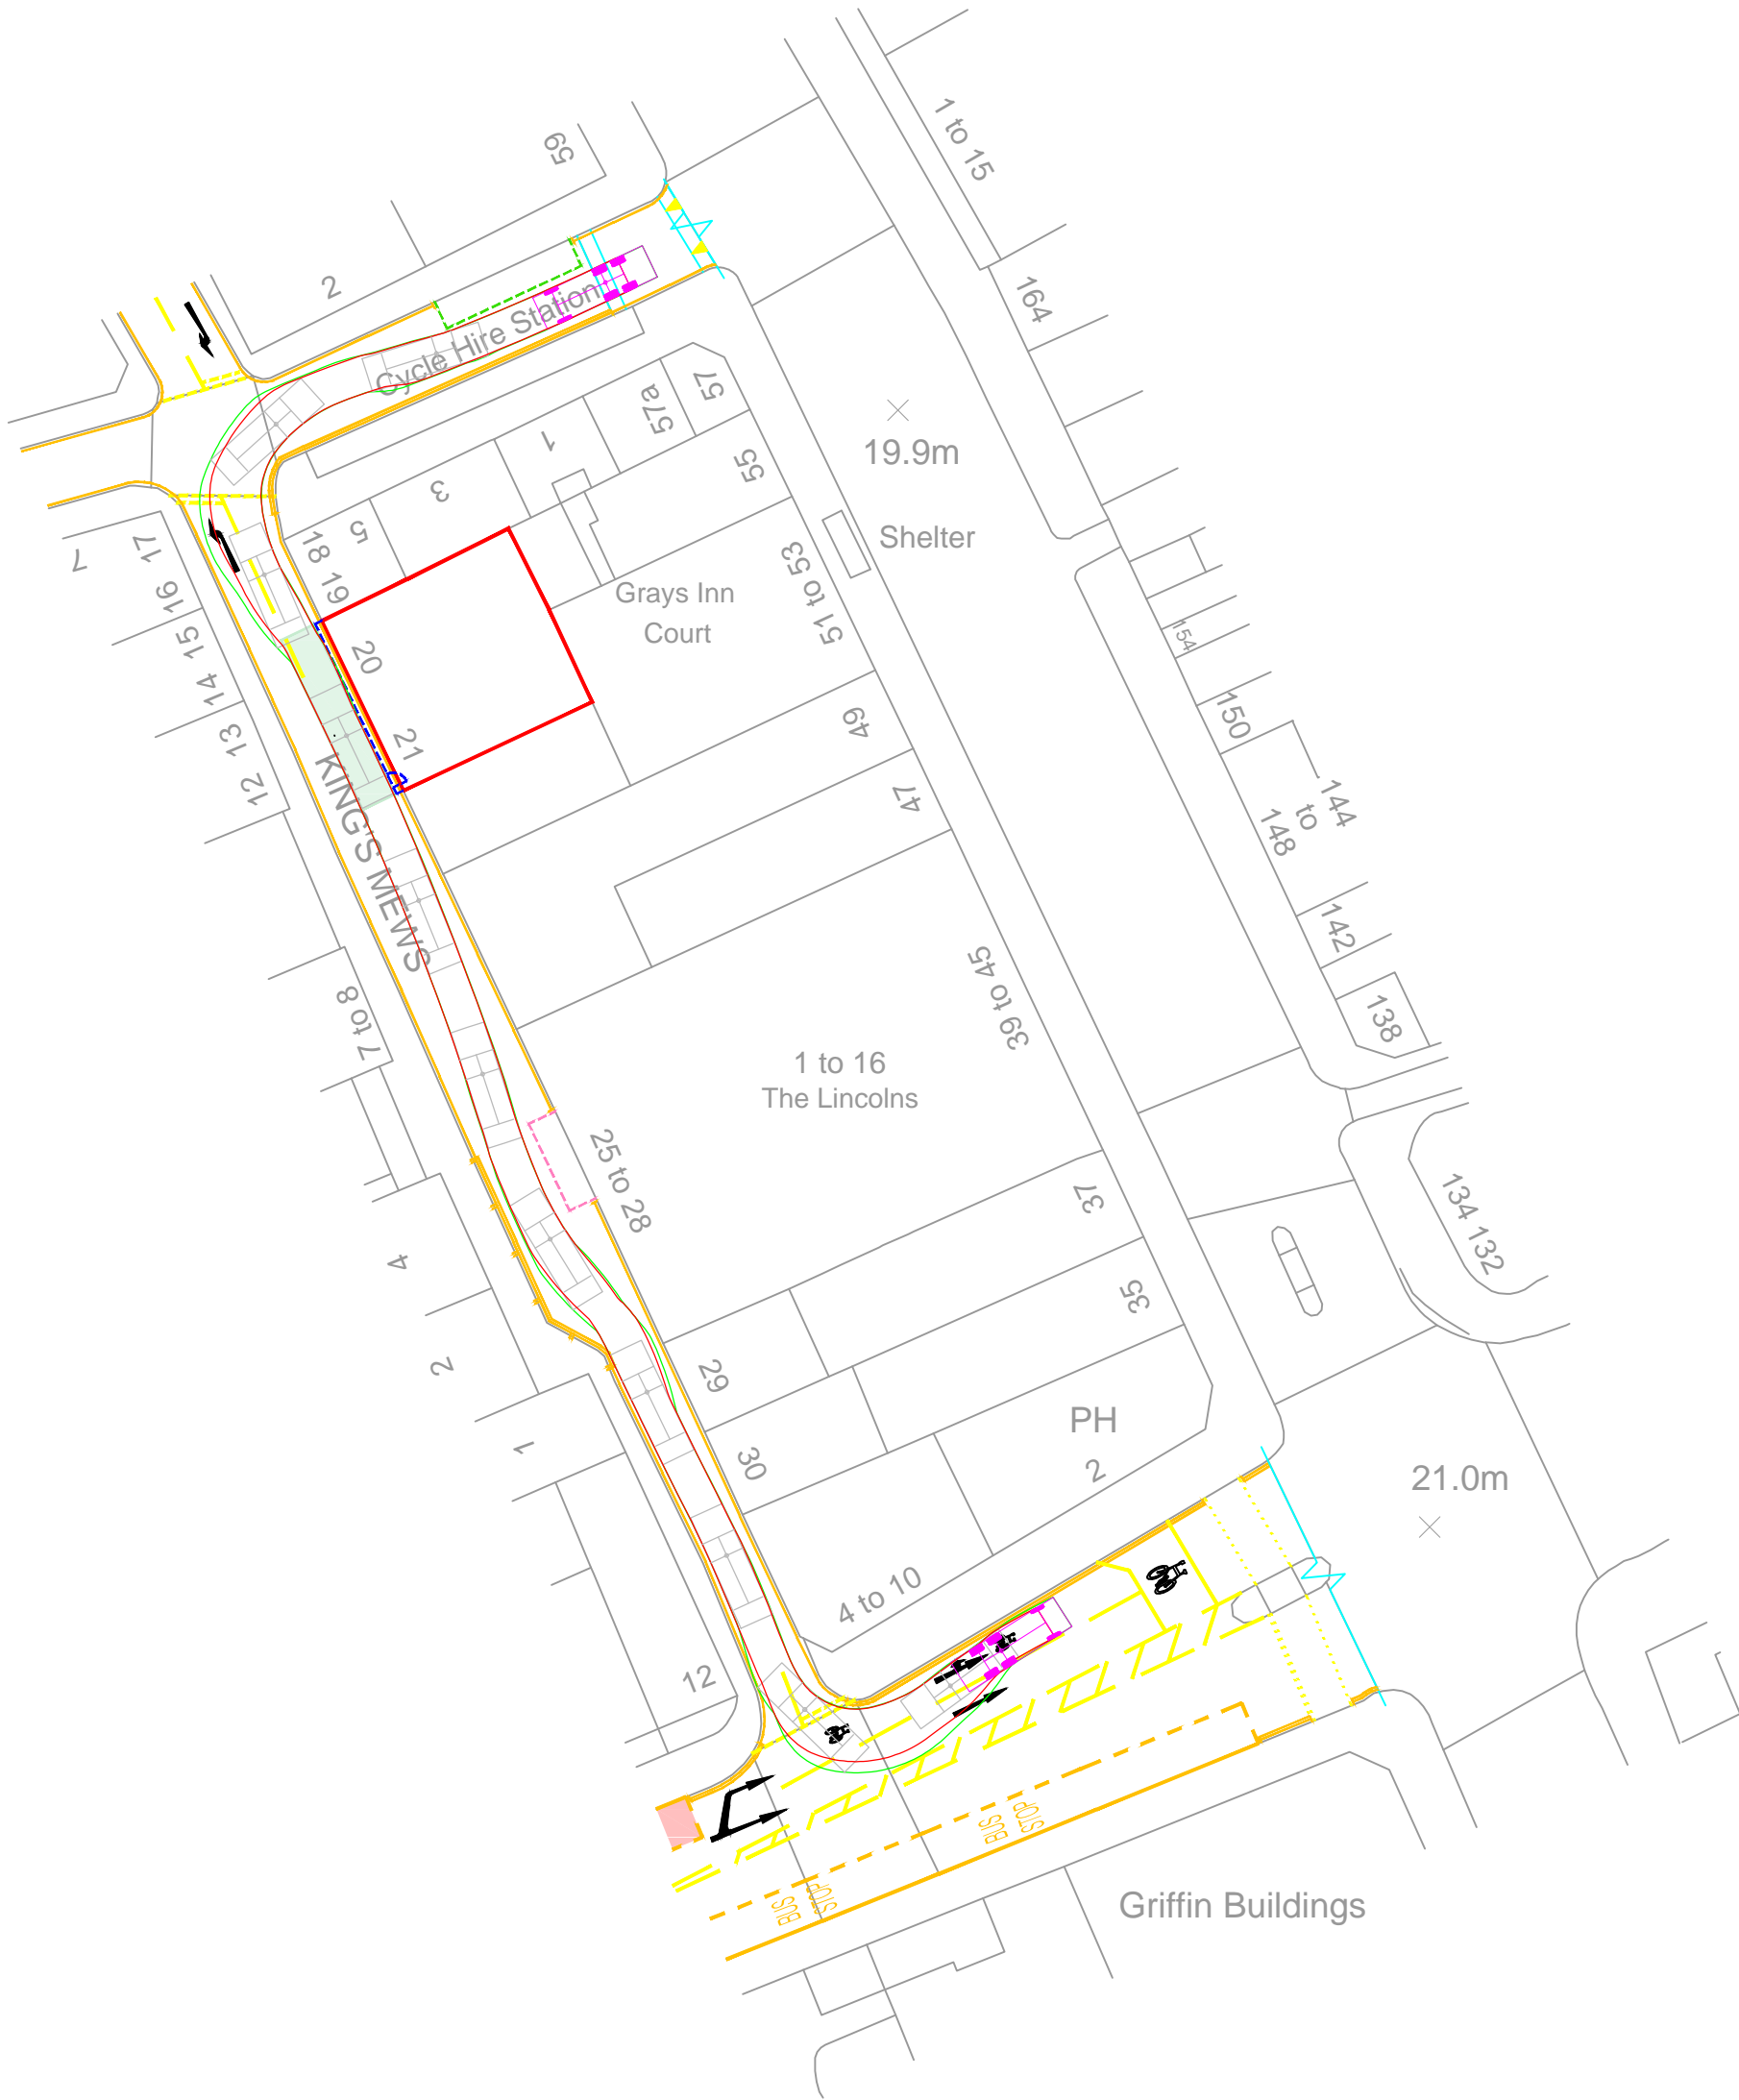 1 to 15
59
2
164
Cycle Hire Station
57
57a
1
55
19.9m
3
5
Shelter
18 19
17
7
16
15
14
13
12
51 to 53
Grays Inn
Court
154
20
21
150
49
47
144
to
148
KING'S MEWS
142
138
39 to 45
7 to 8
1 to 16
The Lincolns
25 to 28
37
134 132
4
35
2
29
1
30
PH
2
21.0m
4 to 10
12
BUS
STOP
BUS
STOP
Griffin Buildings